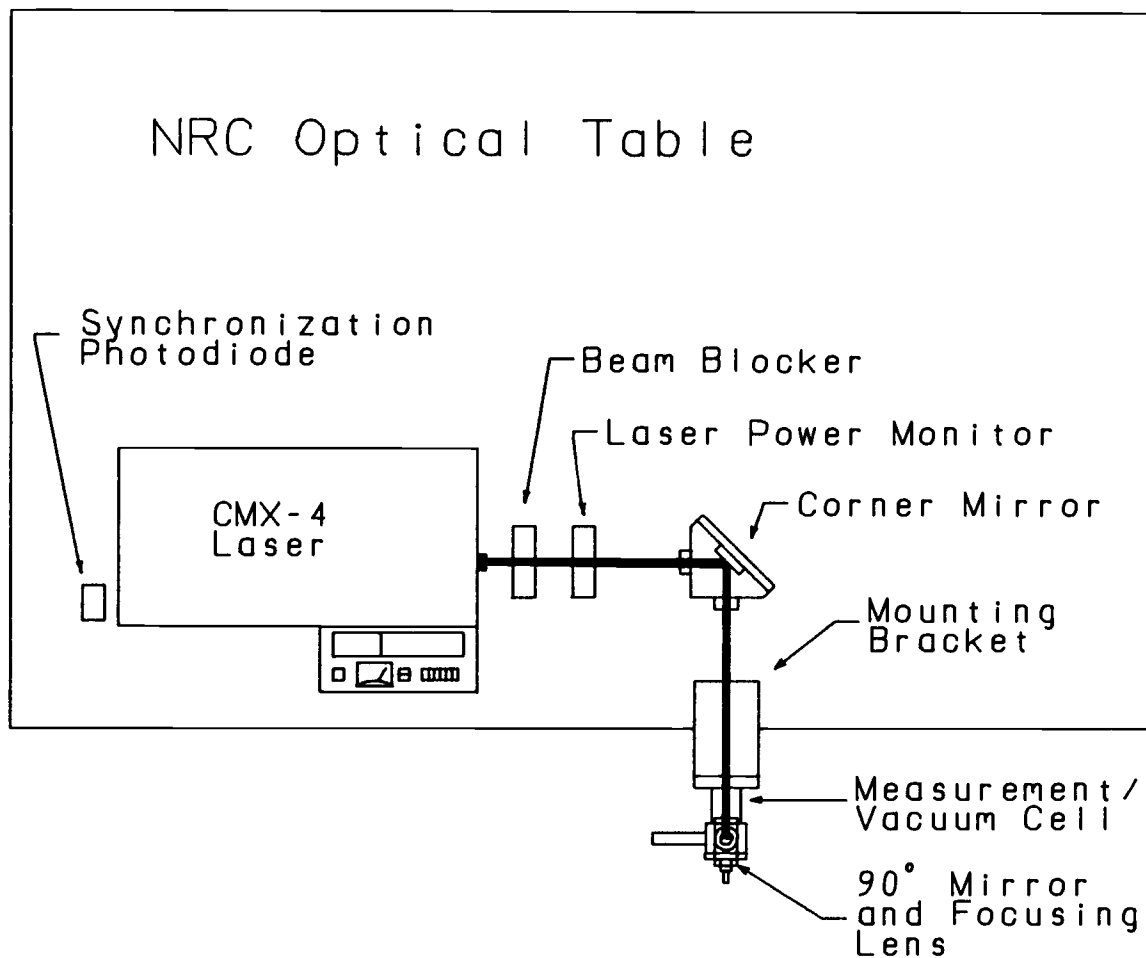 NRC Optical Table
Synchronization
Photodiode
Beam Blocker
Laser Power Monitor
CMX-4
Laser
Corner Mirror
Mounting
Bracket
Measurement/
Vacuum Cell
90° Mirror
and Focusing
Lens